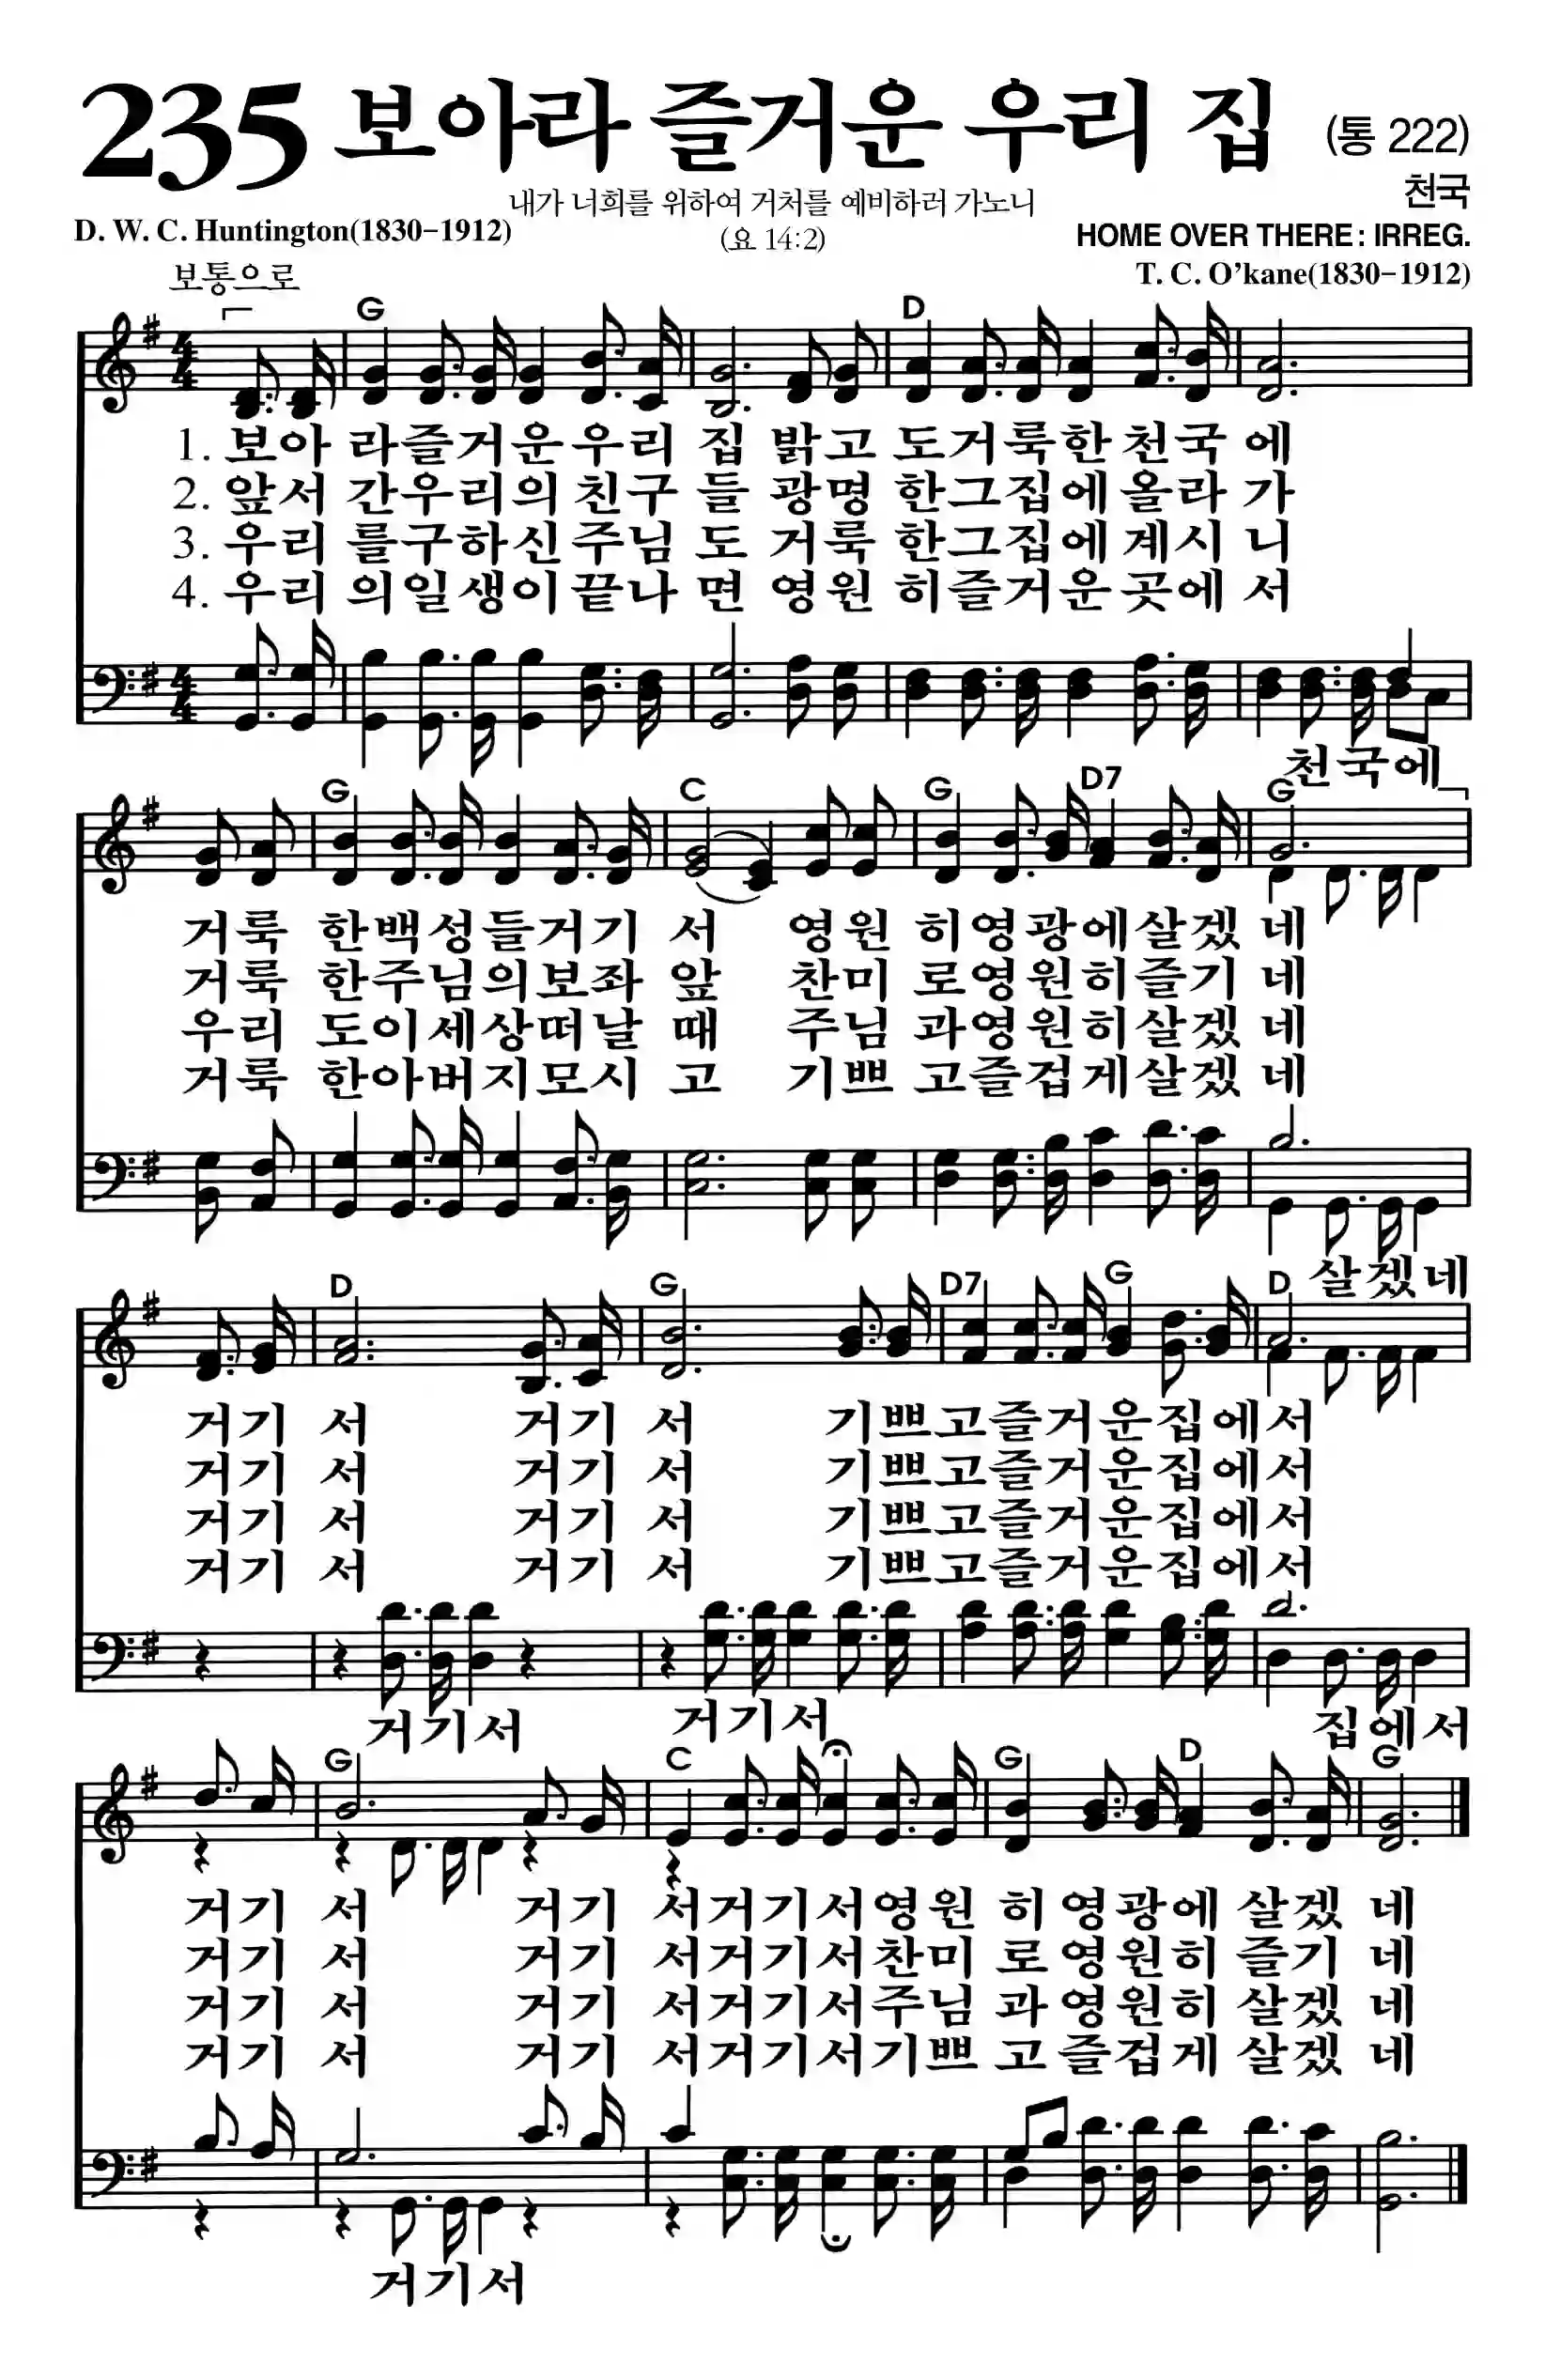 235 보아라 즐거운 우리 집 (통 222)
내가 너희를 위하여 거처를 예비하러 가노니 천국
D. W. C. Huntington(1830-1912) (요 14:2) HOME OVER THERE: IRREG.
보통으로 T. C. O’kane(1830-1912)
G D
1. 보아 라즐거운우리 집 밝고 도거룩한천국 에
2. 앞서 간우리의친구 들 광명 한그집에올라 가
3. 우리 를구하신주님 도 거룩 한그집에계시 니
4. 우리 의일생이끝나 면 영원 히즐거운곳에 서
천국에
G C G D7 G
거룩 한백성들거기 서 영원 히영광에살겠 네
거룩 한주님의보좌 앞 찬미 로영원히즐기 네
우리 도이세상떠날 때 주님 과영원히살겠 네
거룩 한아버지모시 고 기쁘 고즐겁게살겠 네
살겠네
D G D7 G D
거기 서 거기 서 기쁘고즐거운집에서
거기 서 거기 서 기쁘고즐거운집에서
거기 서 거기 서 기쁘고즐거운집에서
거기 서 거기 서 기쁘고즐거운집에서
거기서 거기서 집에서
G C G D G
거기 서 거기 서거기서영원 히 영광에 살겠 네
거기 서 거기 서거기서찬미 로 영원히 즐기 네
거기 서 거기 서거기서주님 과 영원히 살겠 네
거기 서 거기 서거기서기쁘 고 즐겁게 살겠 네
거기서